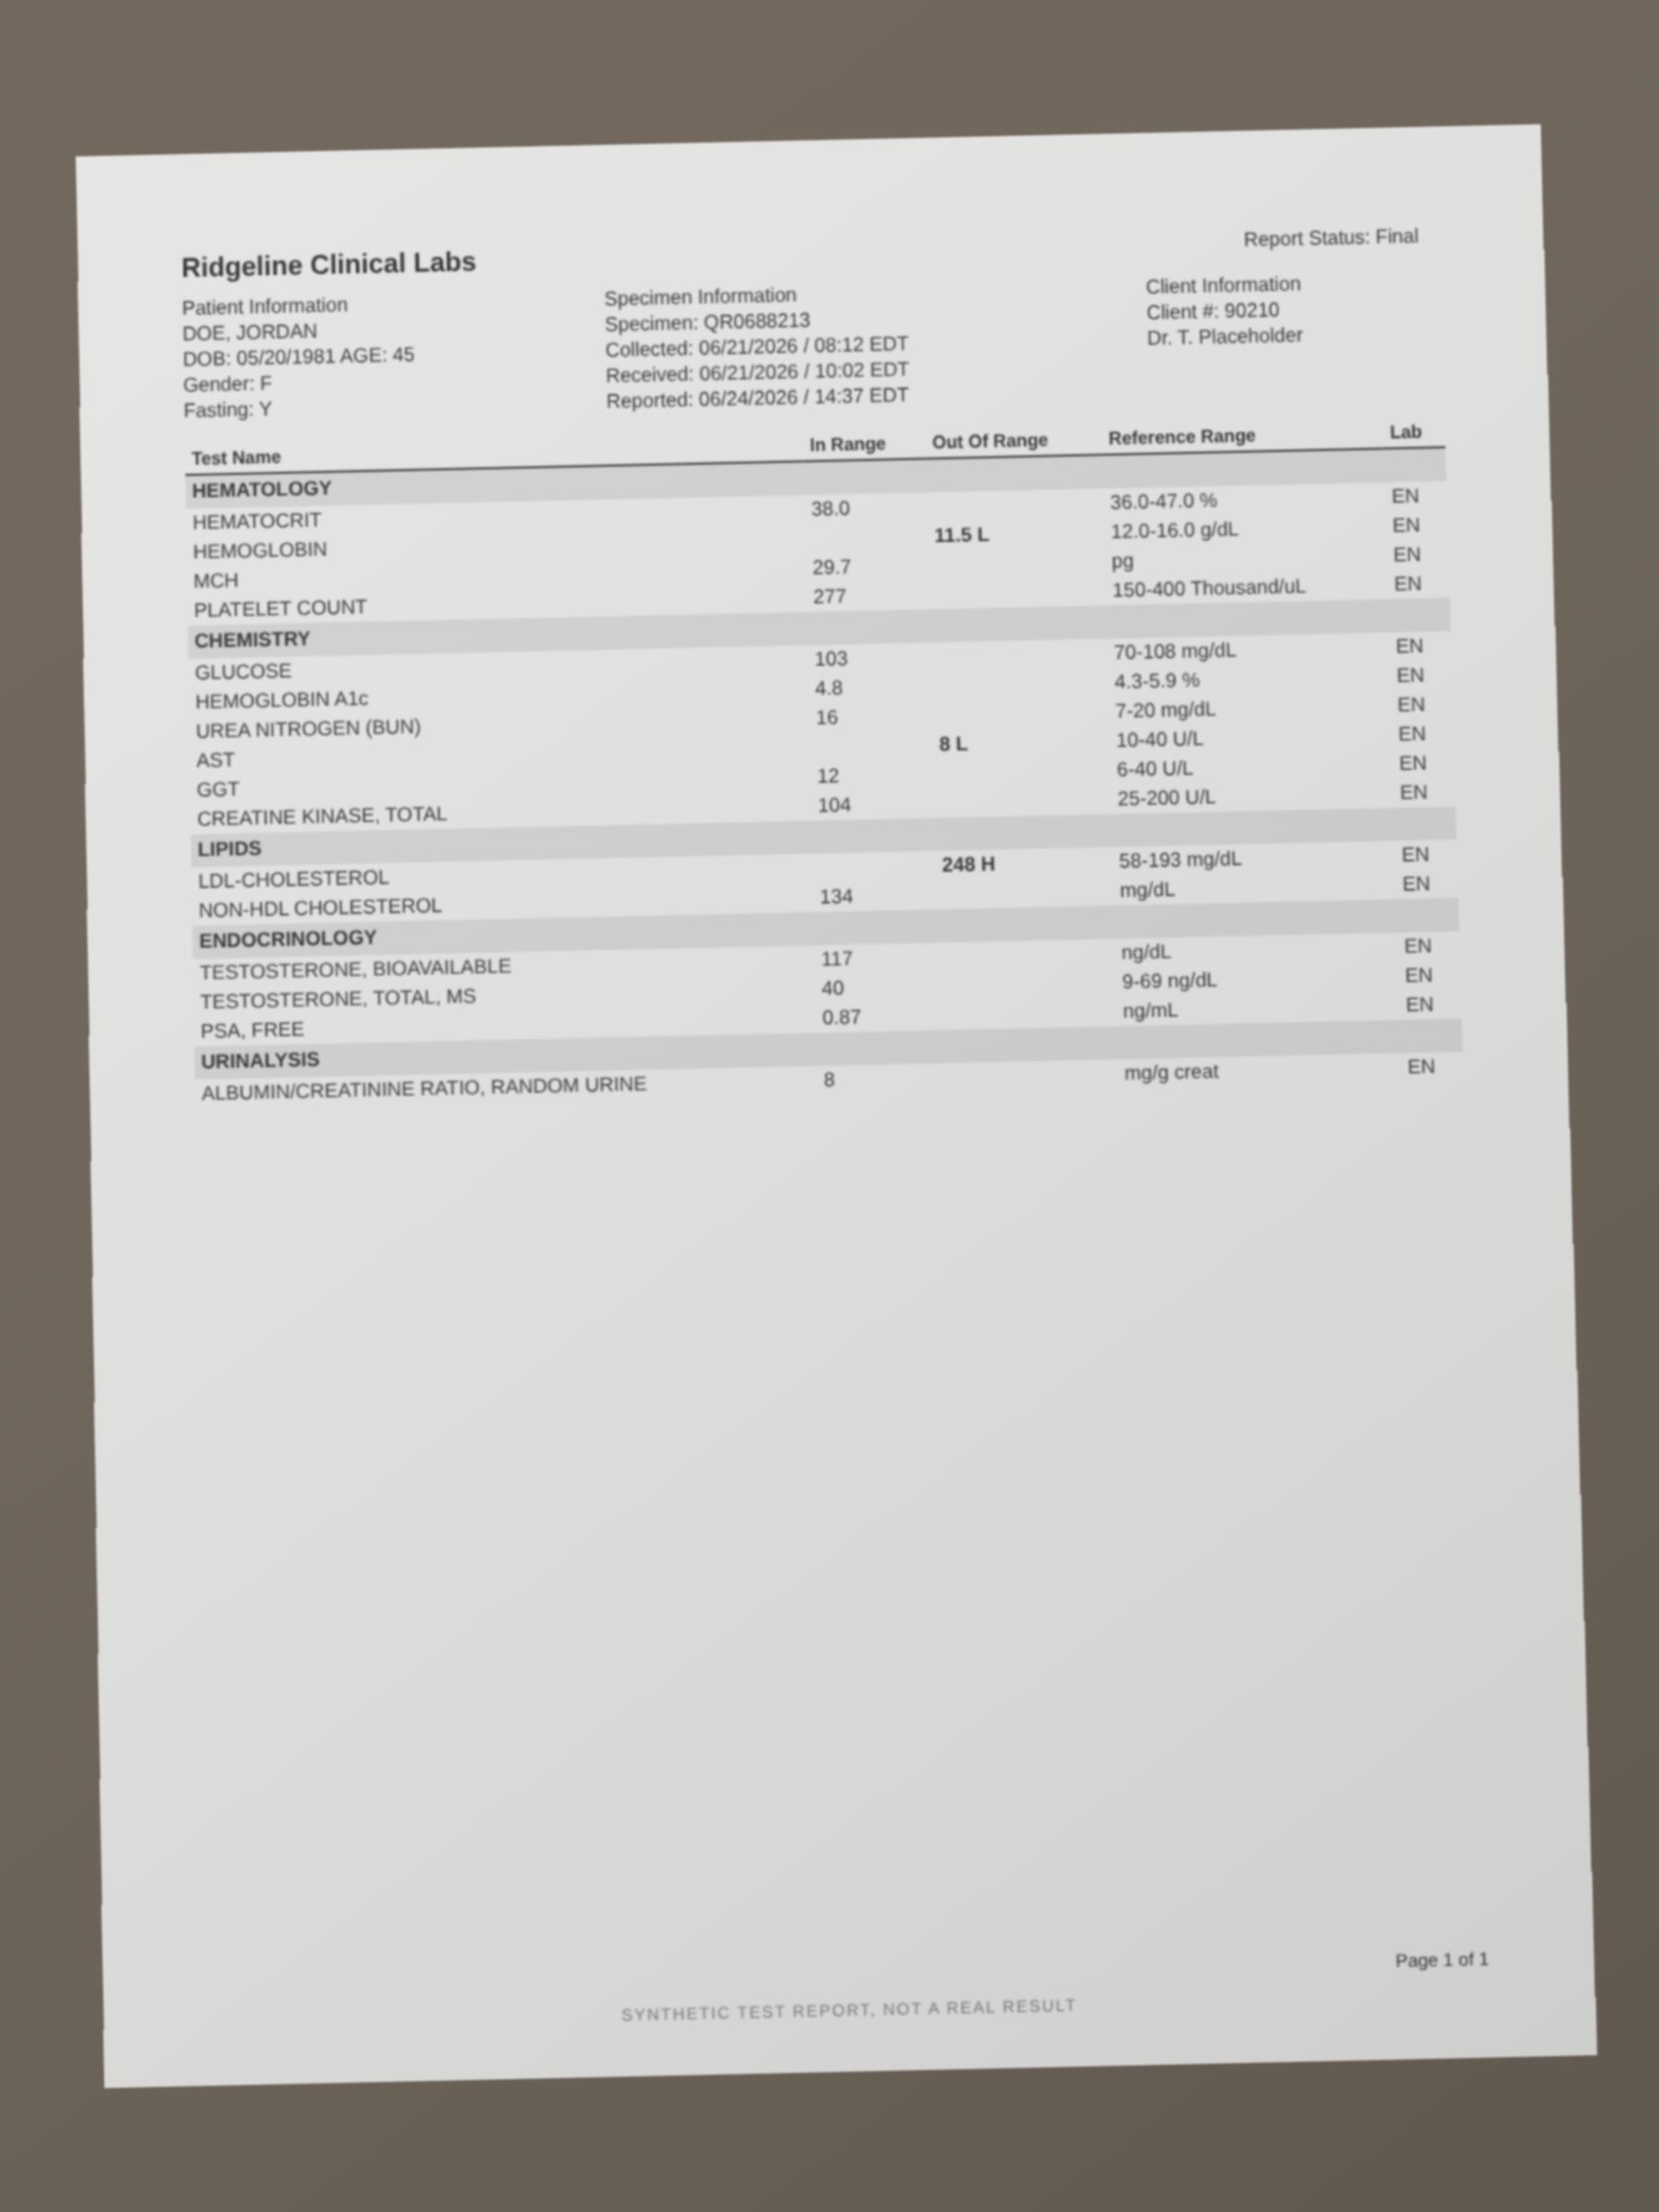 Report Status: Final
Ridgeline Clinical Labs
Patient Information
DOE, JORDAN
DOB: 05/20/1981 AGE: 45
Gender: F
Fasting: Y
Specimen Information
Specimen: QR0688213
Collected: 06/21/2026 / 08:12 EDT
Received: 06/21/2026 / 10:02 EDT
Reported: 06/24/2026 / 14:37 EDT
Client Information
Client #: 90210
Dr. T. Placeholder
Test Name In Range Out Of Range Reference Range Lab
HEMATOLOGY
HEMATOCRIT 38.0 36.0-47.0 % EN
HEMOGLOBIN 11.5 L 12.0-16.0 g/dL EN
MCH 29.7 pg EN
PLATELET COUNT 277 150-400 Thousand/uL EN
CHEMISTRY
GLUCOSE 103 70-108 mg/dL EN
HEMOGLOBIN A1c 4.8 4.3-5.9 % EN
UREA NITROGEN (BUN) 16 7-20 mg/dL EN
AST 8 L 10-40 U/L EN
GGT 12 6-40 U/L EN
CREATINE KINASE, TOTAL 104 25-200 U/L EN
LIPIDS
LDL-CHOLESTEROL 248 H 58-193 mg/dL EN
NON-HDL CHOLESTEROL 134 mg/dL EN
ENDOCRINOLOGY
TESTOSTERONE, BIOAVAILABLE 117 ng/dL EN
TESTOSTERONE, TOTAL, MS 40 9-69 ng/dL EN
PSA, FREE 0.87 ng/mL EN
URINALYSIS
ALBUMIN/CREATININE RATIO, RANDOM URINE 8 mg/g creat EN
Page 1 of 1
SYNTHETIC TEST REPORT, NOT A REAL RESULT